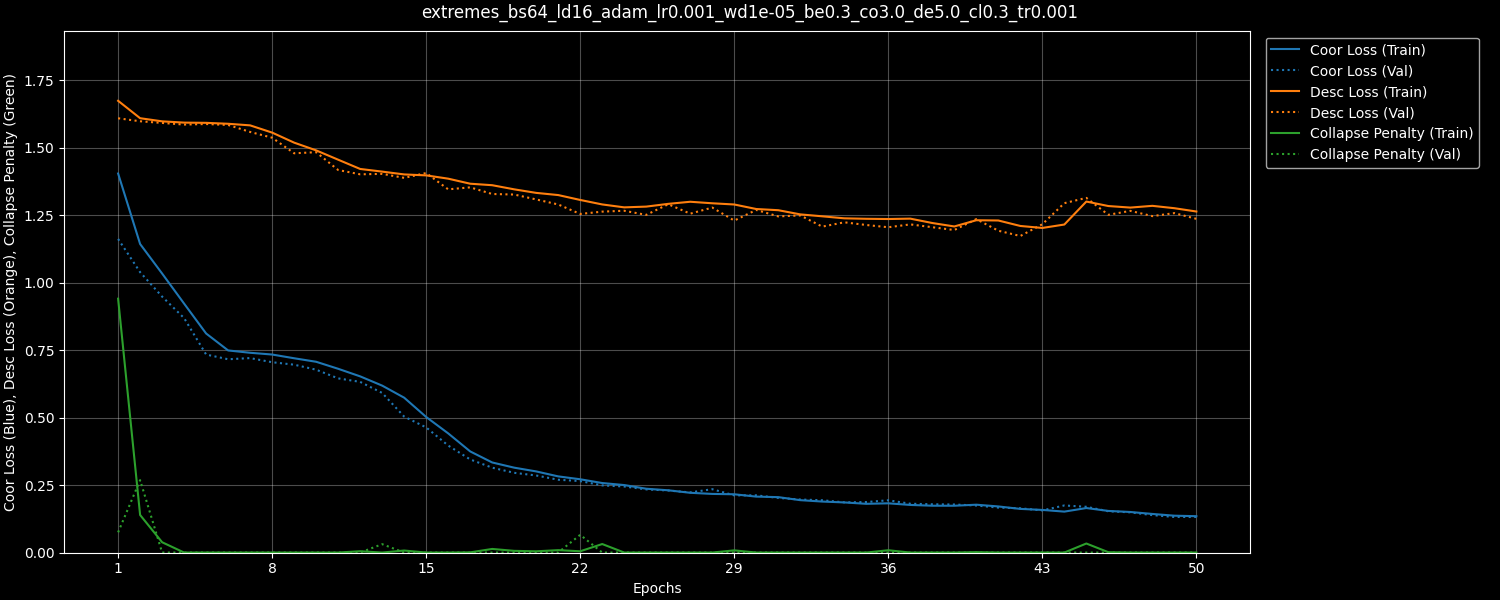 extremes_bs64_ld16_adam_lr0.001_wd1e-05_be0.3_co3.0_de5.0_cl0.3_tr0.001
Coor Loss (Blue), Desc Loss (Orange), Collapse Penalty (Green)
1.75
1.50
1.25
1.00
0.75
0.50
0.25
0.00
1 8 15 22 29 36 43 50
Epochs
Coor Loss (Train)
Coor Loss (Val)
Desc Loss (Train)
Desc Loss (Val)
Collapse Penalty (Train)
Collapse Penalty (Val)